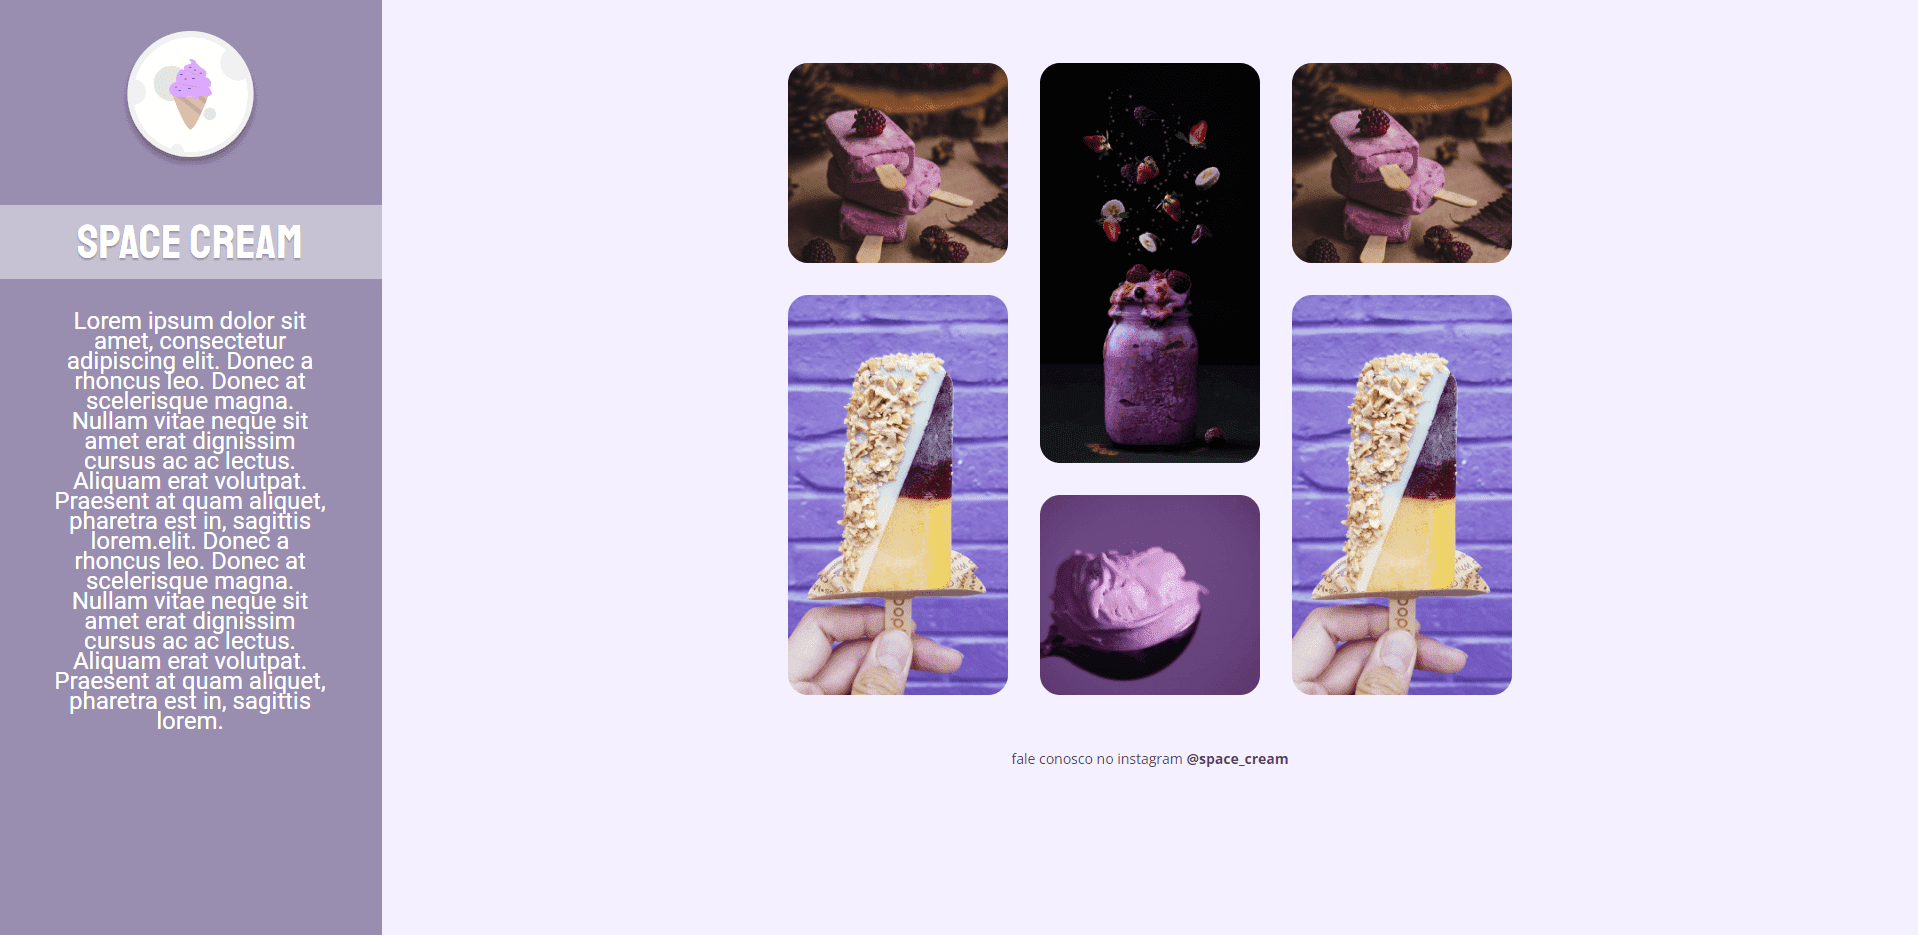 SPACE CREAM
Lorem ipsum dolor sit
amet, consectetur
adipiscing elit. Donec a
rhoncus leo. Donec at
scelerisque magna.
Nullam vitae neque sit
amet erat dignissim
cursus ac ac lectus.
Aliquam erat volutpat.
Praesent at quam aliquet,
pharetra est in, sagittis
lorem.elit. Donec a
rhoncus leo. Donec at
scelerisque magna.
Nullam vitae neque sit
amet erat dignissim
cursus ac ac lectus.
Aliquam erat volutpat.
Praesent at quam aliquet,
pharetra est in, sagittis
lorem.
fale conosco no instagram @space_cream